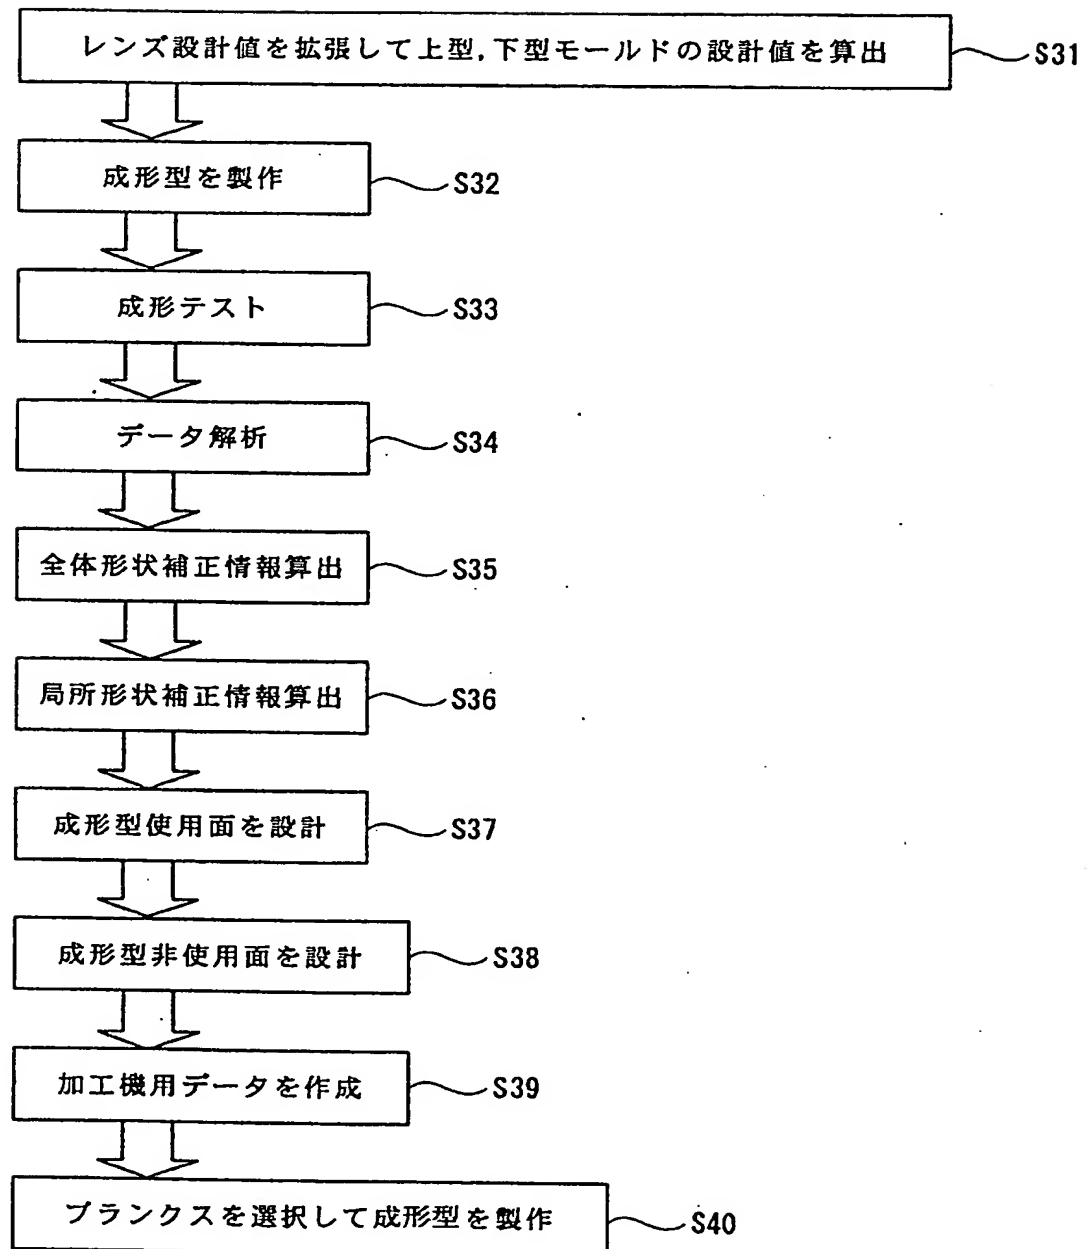 レンズ設計値を拡張して上型,下型モールドの設計値を算出 S31
成形型を製作 S32
成形テスト S33
データ解析 S34
全体形状補正情報算出 S35
局所形状補正情報算出 S36
成形型使用面を設計 S37
成形型非使用面を設計 S38
加工機用データを作成 S39
ブランクスを選択して成形型を製作 S40